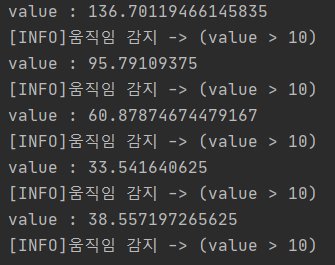 value : 136.70119466145835
[INFO]움직임 감지 -> (value > 10)
value : 95.79109375
[INFO]움직임 감지 -> (value > 10)
value : 60.87874674479167
[INFO]움직임 감지 -> (value > 10)
value : 33.541640625
[INFO]움직임 감지 -> (value > 10)
value : 38.557197265625
[INFO]움직임 감지 -> (value > 10)